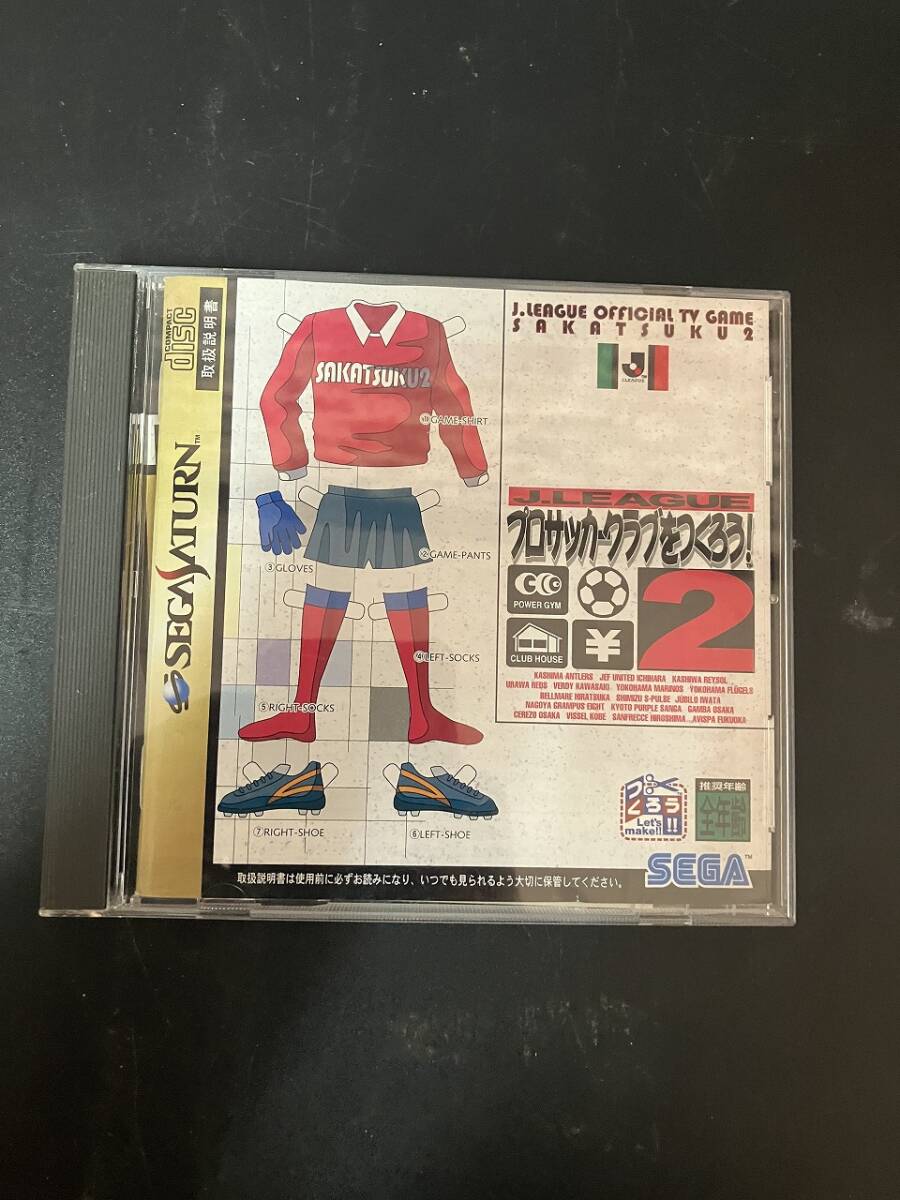 COMPACT
disc
取扱説明書
SEGA SATURN™
SAKATSUKU2
①GAME-SHIRT
②GAME-PANTS
③GLOVES
④LEFT-SOCKS
⑤RIGHT-SOCKS
⑦RIGHT-SHOE
⑥LEFT-SHOE
J.LEAGUE OFFICIAL TV GAME
SAKATSUKU2
J.LEAGUE
J.LEAGUE
プロサッカークラブをつくろう!
2
POWER GYM
CLUB HOUSE
¥
KASHIMA ANTLERS JEF UNITED ICHIHARA KASHIWA REYSOL
URAWA REDS VERDY KAWASAKI YOKOHAMA MARINOS YOKOHAMA FLÜGELS
BELLMARE HIRATSUKA SHIMIZU S-PULSE JÚBILO IWATA
NAGOYA GRAMPUS EIGHT KYOTO PURPLE SANGA GAMBA OSAKA
CEREZO OSAKA VISSEL KOBE SANFRECCE HIROSHIMA AVISPA FUKUOKA
つくろう
Let's
make!!!
推奨年齢
全年齢
SEGA™
取扱説明書は使用前に必ずお読みになり、いつでも見られるよう大切に保管してください。